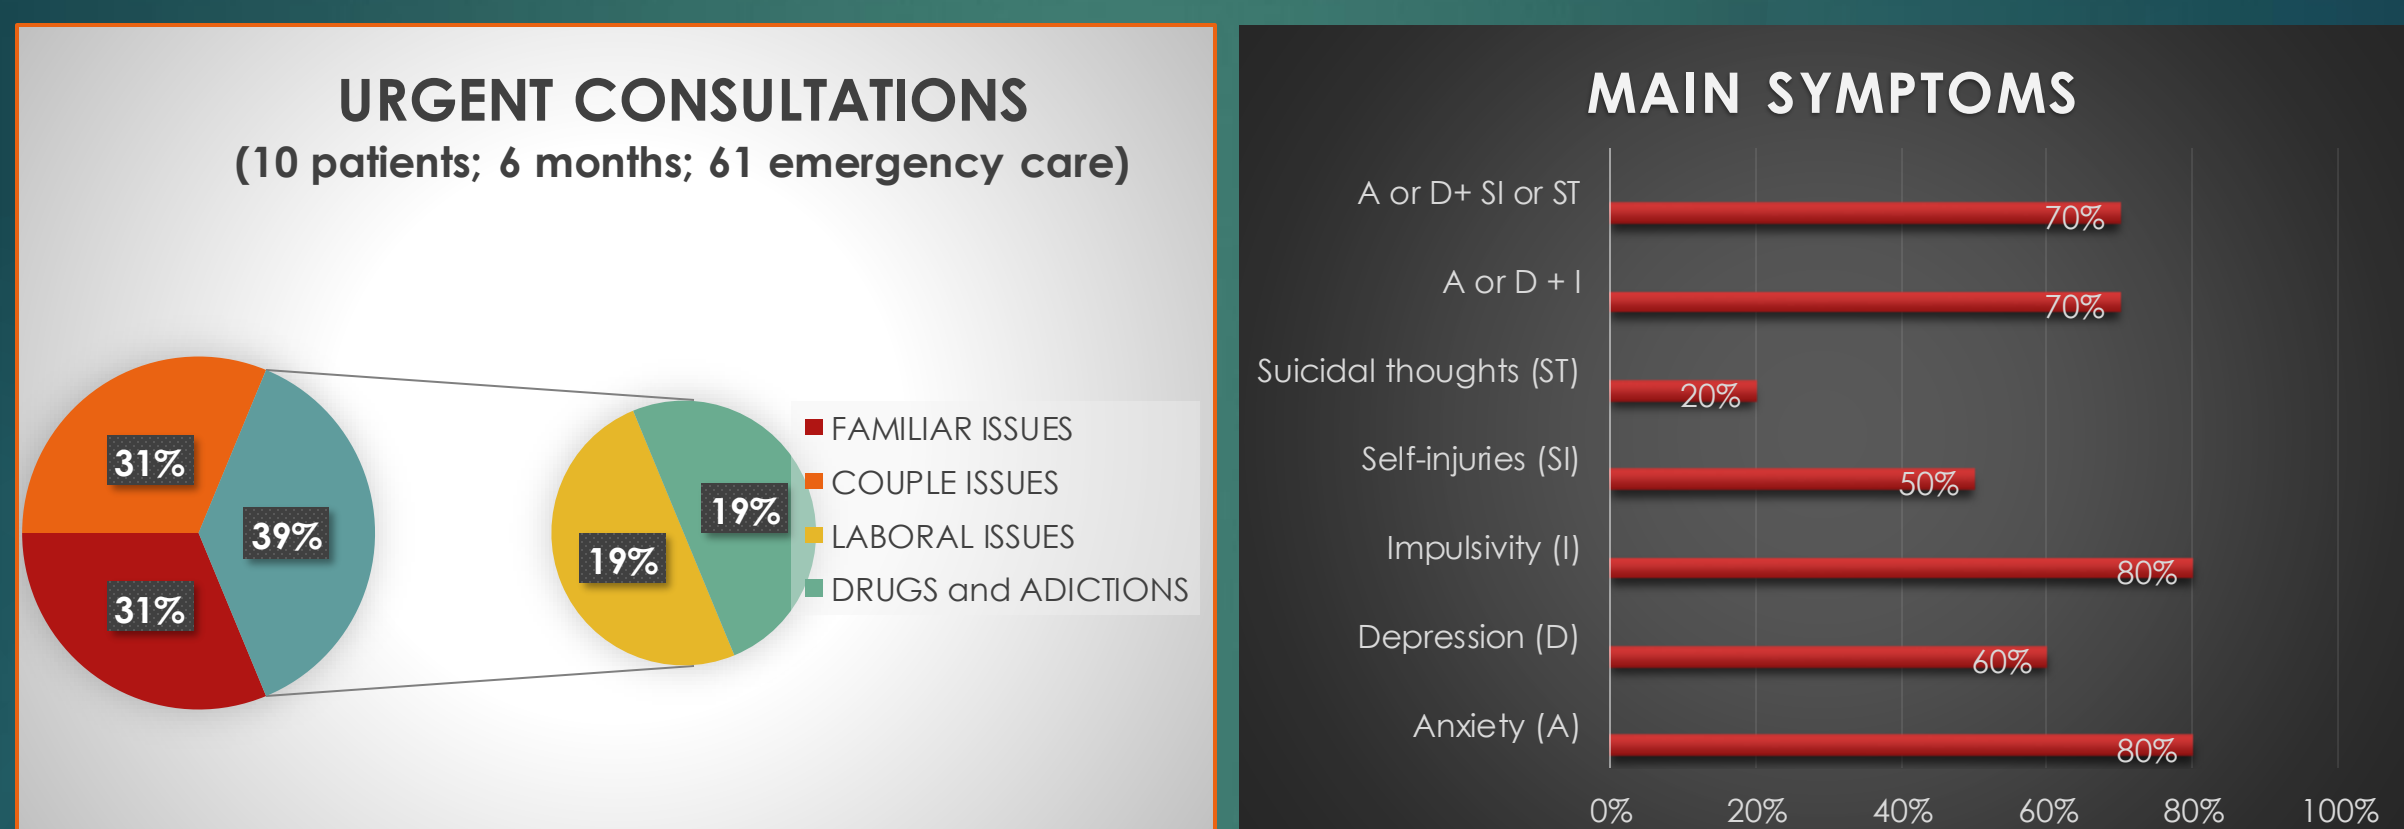 URGENT CONSULTATIONS
(10 patients; 6 months; 61 emergency care)
31%
39%
31%
19%
19%
FAMILIAR ISSUES
COUPLE ISSUES
LABORAL ISSUES
DRUGS and ADICTIONS
MAIN SYMPTOMS
A or D+ SI or ST
70%
A or D + I
70%
Suicidal thoughts (ST)
20%
Self-injuries (SI)
50%
Impulsivity (I)
80%
Depression (D)
60%
Anxiety (A)
80%
0% 20% 40% 60% 80% 100%